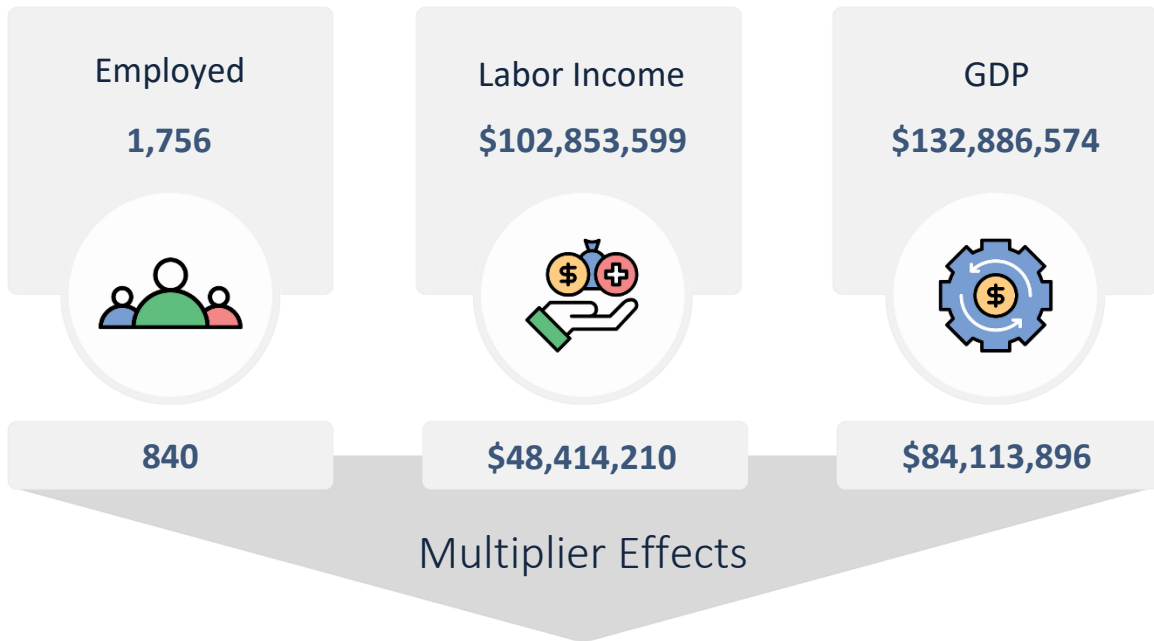 Employed
1,756
Labor Income
$102,853,599
GDP
$132,886,574
$
$
840
$48,414,210
$84,113,896
Multiplier Effects